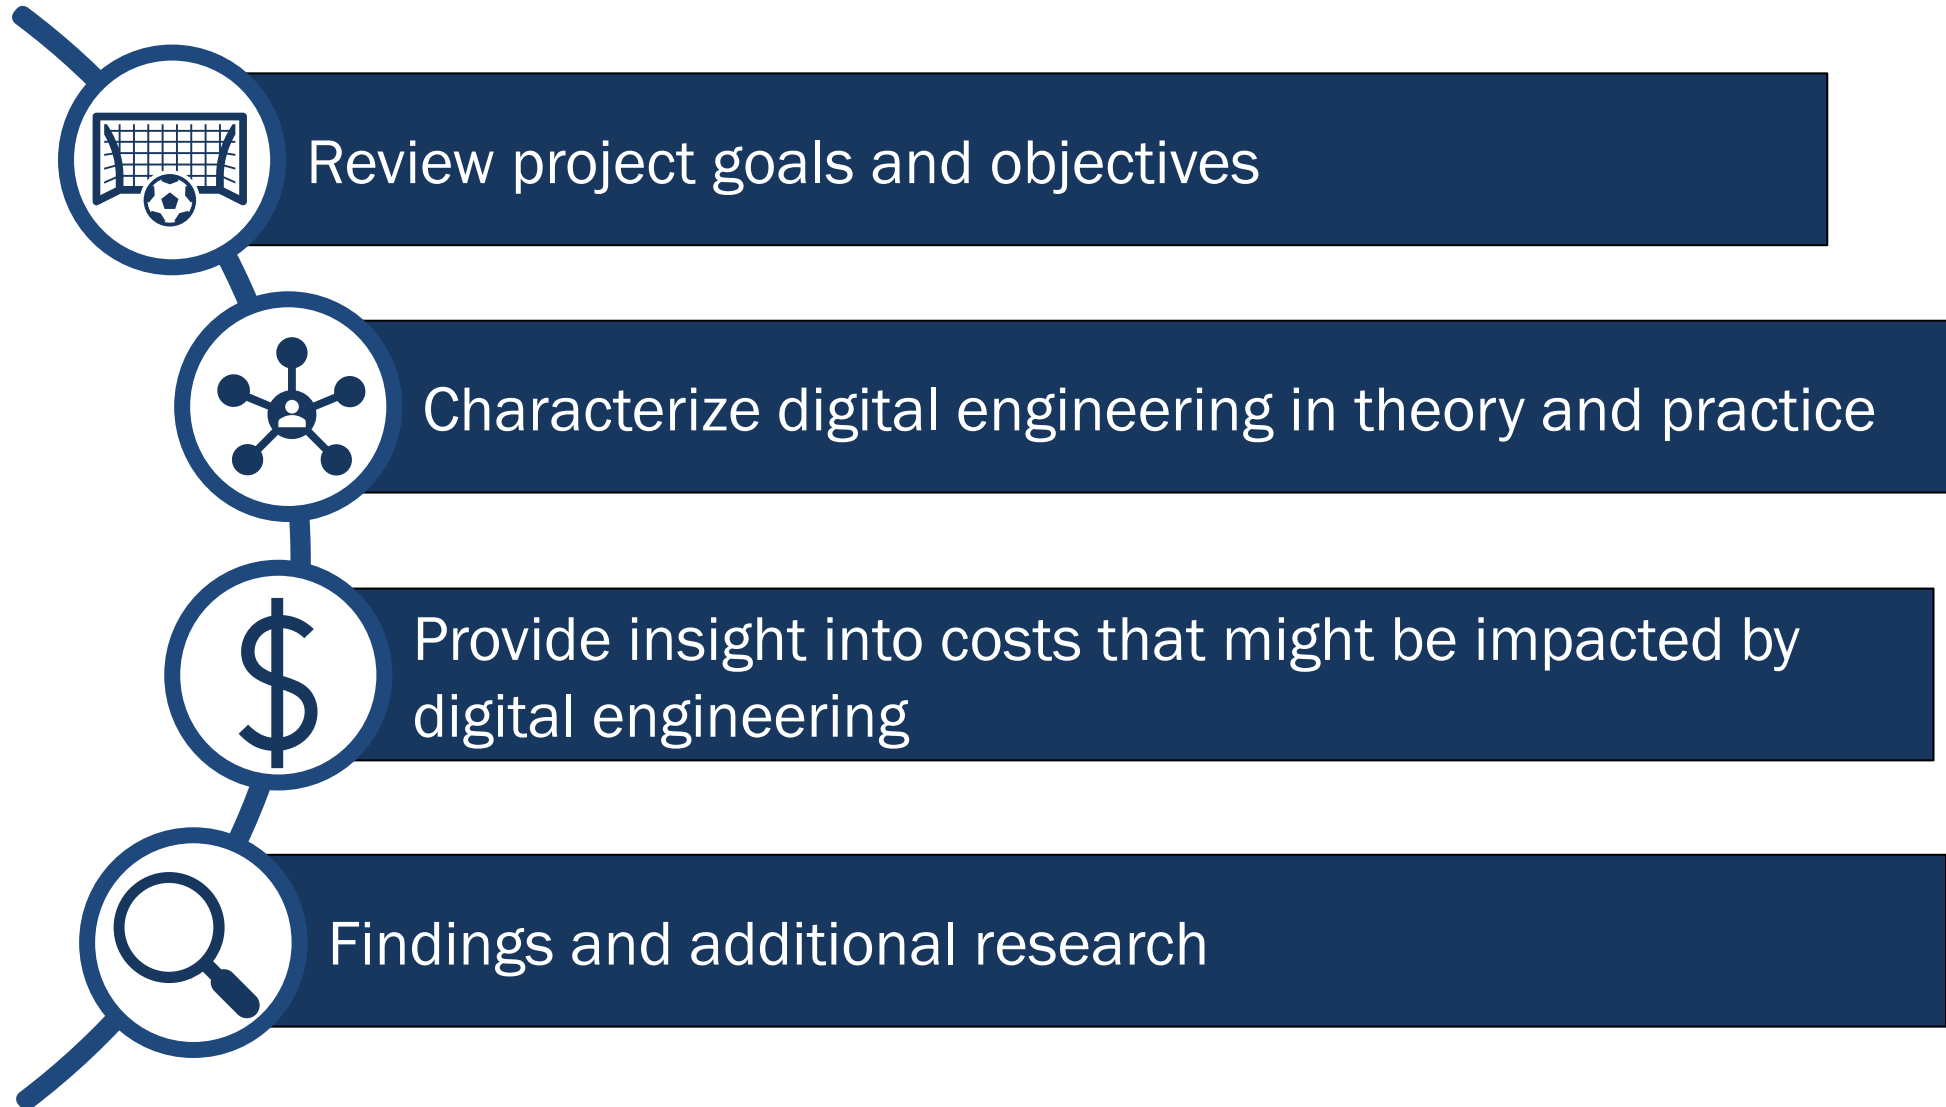 Review project goals and objectives
Characterize digital engineering in theory and practice
Provide insight into costs that might be impacted by
digital engineering
Findings and additional research